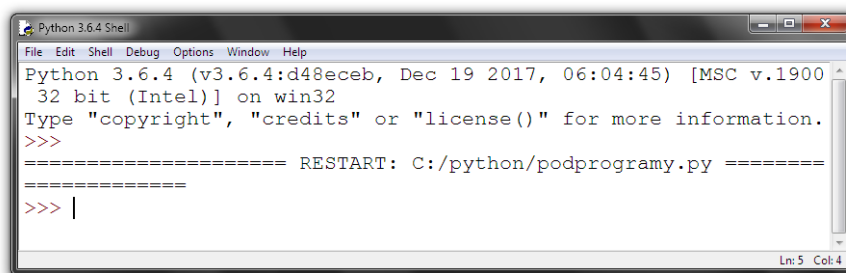 Python 3.6.4 Shell
File Edit Shell Debug Options Window Help
Python 3.6.4 (v3.6.4:d48eceb, Dec 19 2017, 06:04:45) [MSC v.1900
 32 bit (Intel)] on win32
Type "copyright", "credits" or "license()" for more information.
>>>
===================== RESTART: C:/python/podprogramy.py ========
=============
>>>
Ln: 5 Col: 4